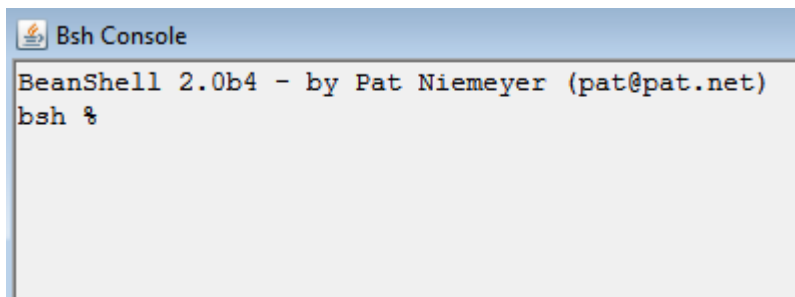 Bsh Console
BeanShell 2.0b4 - by Pat Niemeyer (pat@pat.net)
bsh %